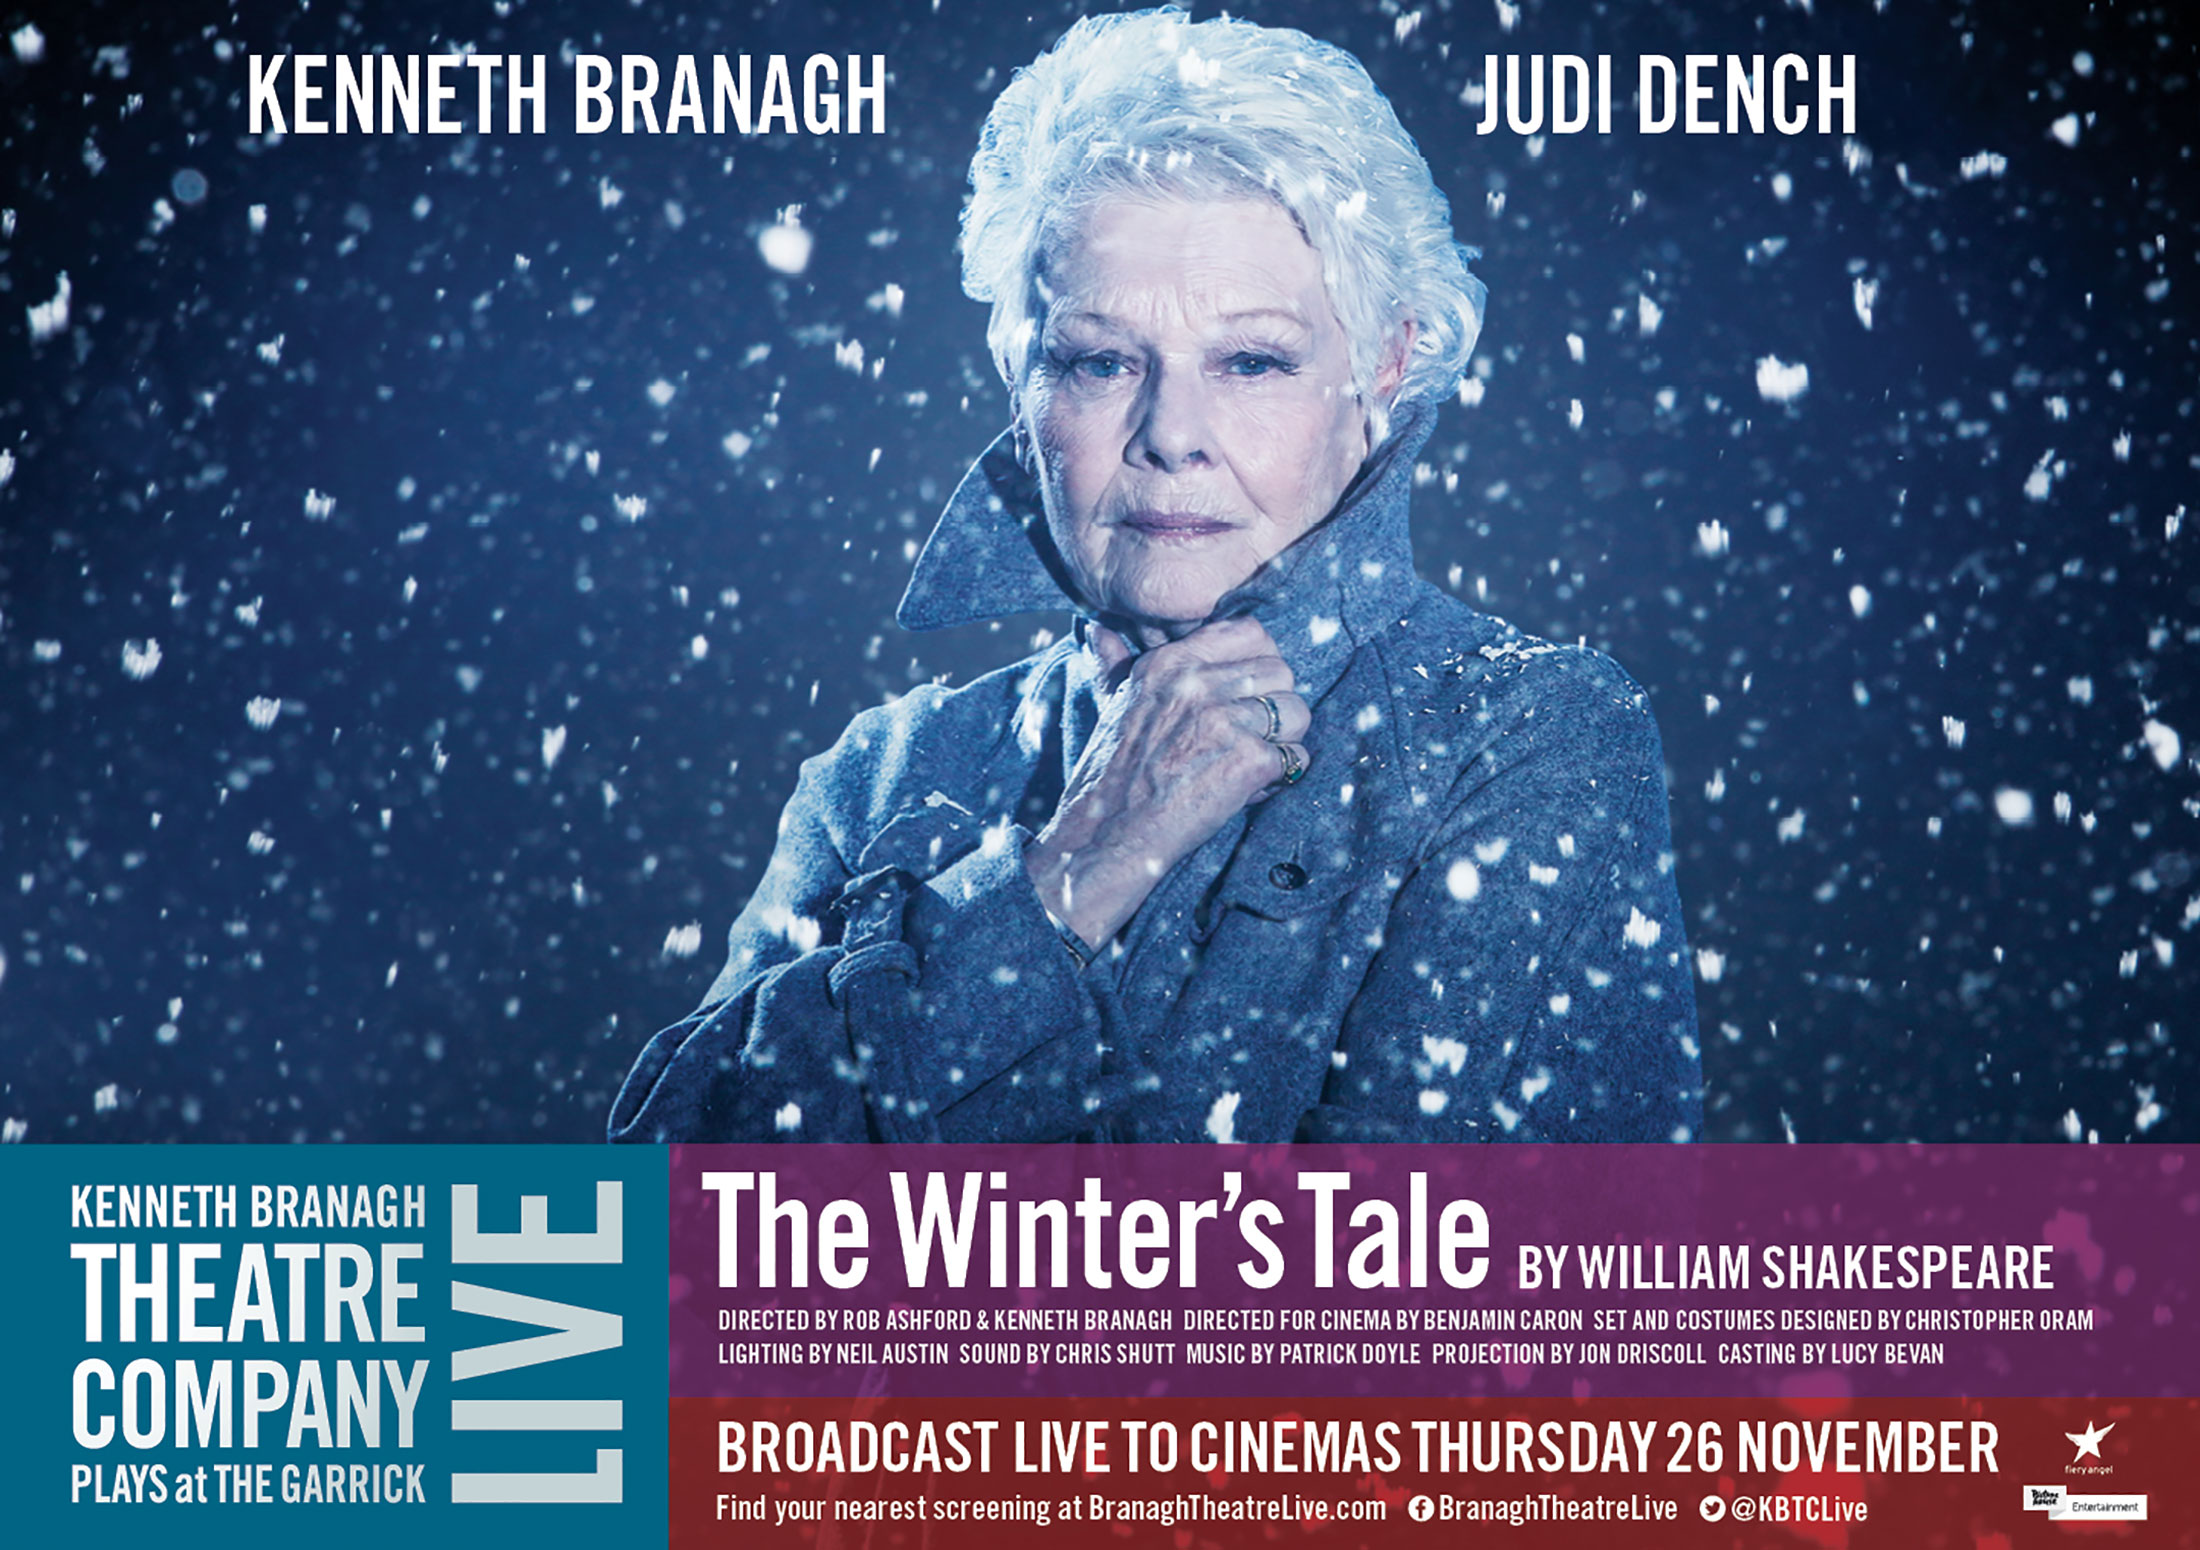 KENNETH BRANAGH
JUDI DENCH
KENNETH BRANAGH
THEATRE
COMPANY
PLAYS at THE GARRICK
LIVE
The Winter's Tale BY WILLIAM SHAKESPEARE
DIRECTED BY ROB ASHFORD & KENNETH BRANAGH DIRECTED FOR CINEMA BY BENJAMIN CARON SET AND COSTUMES DESIGNED BY CHRISTOPHER ORAM
LIGHTING BY NEIL AUSTIN SOUND BY CHRIS SHUTT MUSIC BY PATRICK DOYLE PROJECTION BY JON DRISCOLL CASTING BY LUCY BEVAN
BROADCAST LIVE TO CINEMAS THURSDAY 26 NOVEMBER
Find your nearest screening at BranaghTheatreLive.com BranaghTheatreLive @KBTCLive
fiery angel
Picture
house
Entertainment